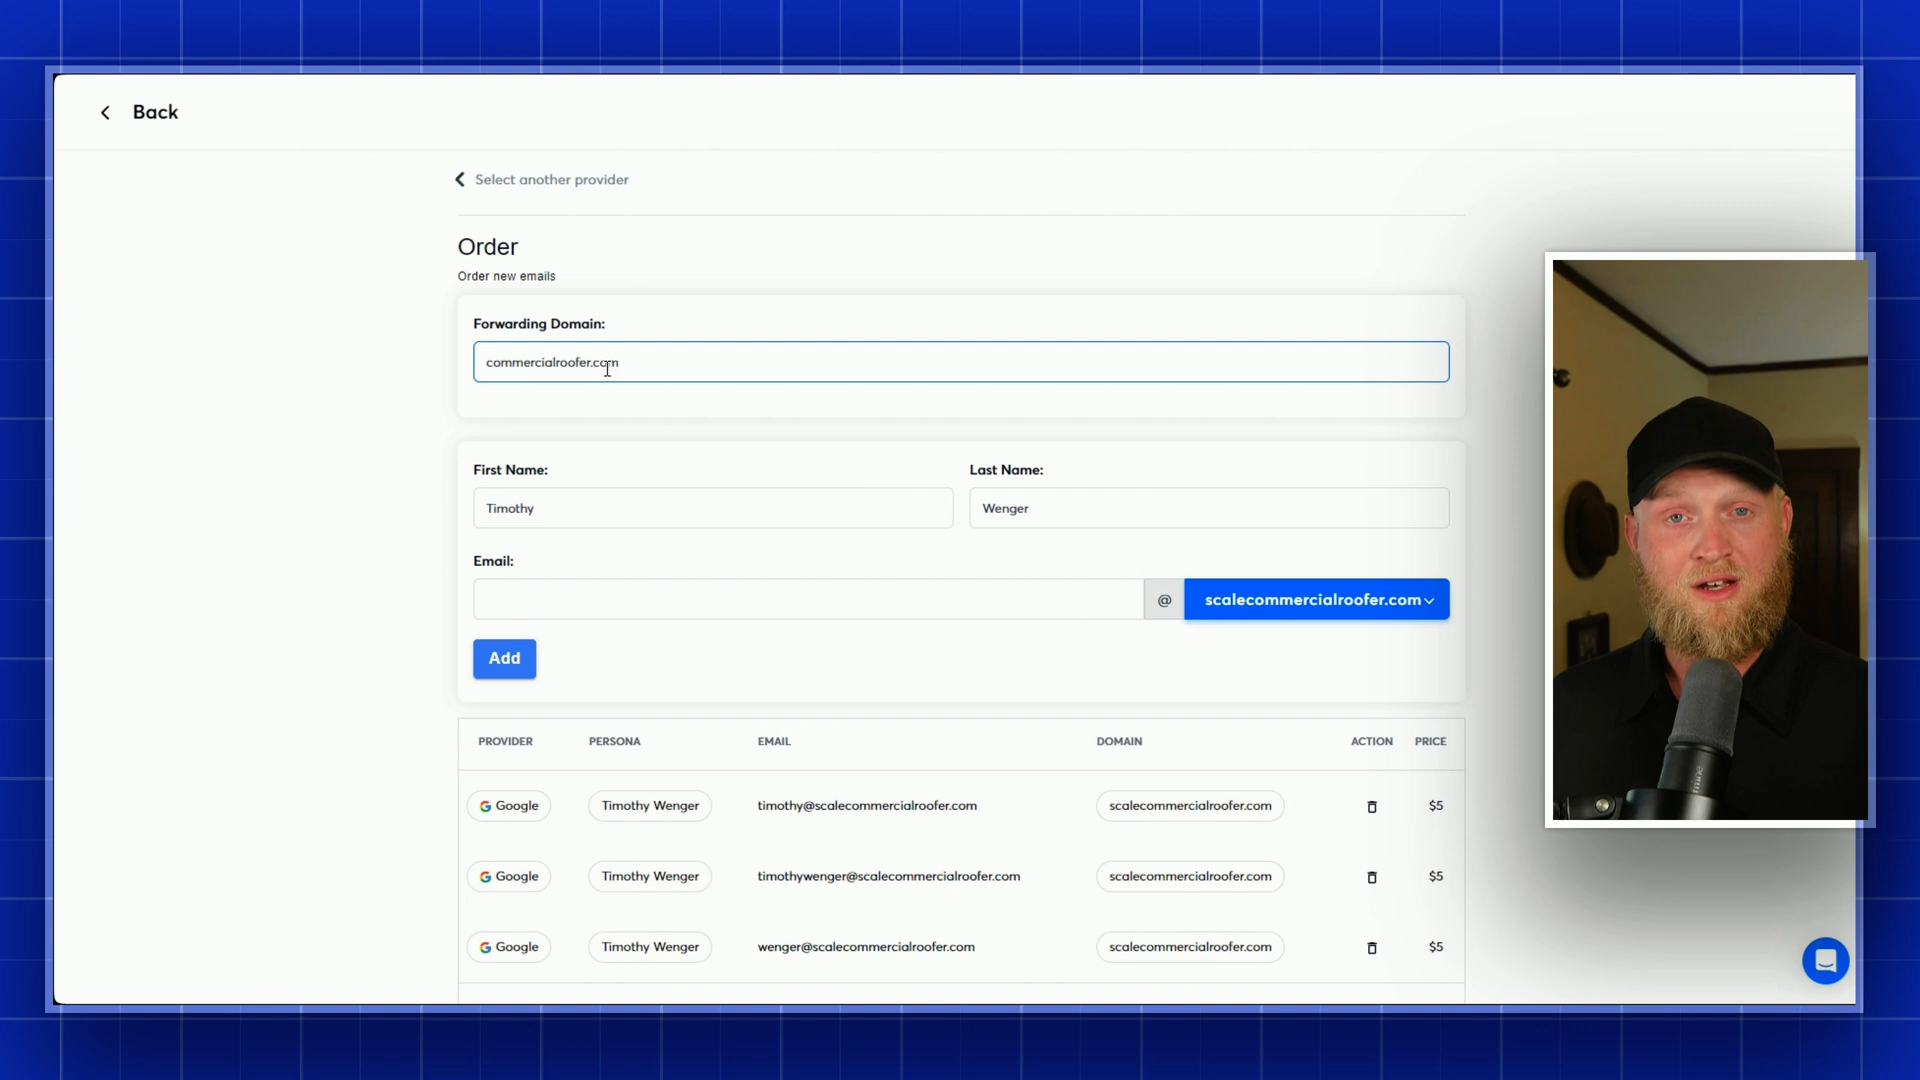 Back
Select another provider
Order
Order new emails
Forwarding Domain:
commercialroofer.com
First Name:
Last Name:
Timothy
Wenger
Email:
@
scalecommercialroofer.com
Add
PROVIDER PERSONA EMAIL DOMAIN ACTION PRICE
Google Timothy Wenger timothy@scalecommercialroofer.com scalecommercialroofer.com $5
Google Timothy Wenger timothywenger@scalecommercialroofer.com scalecommercialroofer.com $5
Google Timothy Wenger wenger@scalecommercialroofer.com scalecommercialroofer.com $5